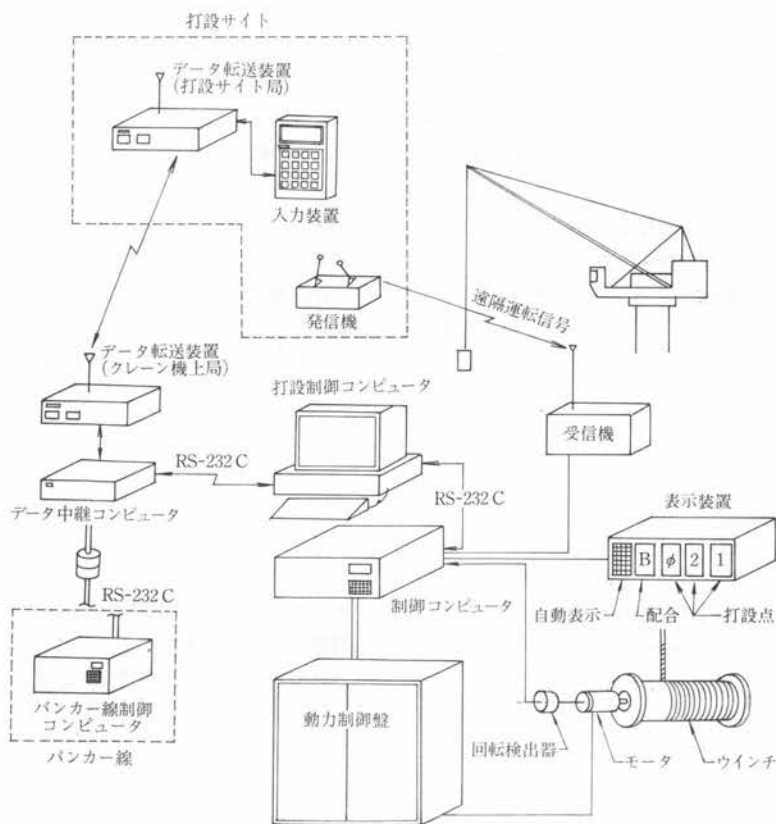 打設サイト
データ転送装置
(打設サイト局)
入力装置
発信機
遠隔運転信号
データ転送装置
(クレーン機上局)
打設制御コンピュータ
受信機
RS-232C
RS-232C
データ中継コンピュータ
表示装置
B φ 2 1
RS-232C
制御コンピュータ
自動表示
配合
打設点
バンカー線制御
コンピュータ
バンカー線
動力制御盤
回転検出器
モータ
ウインチ